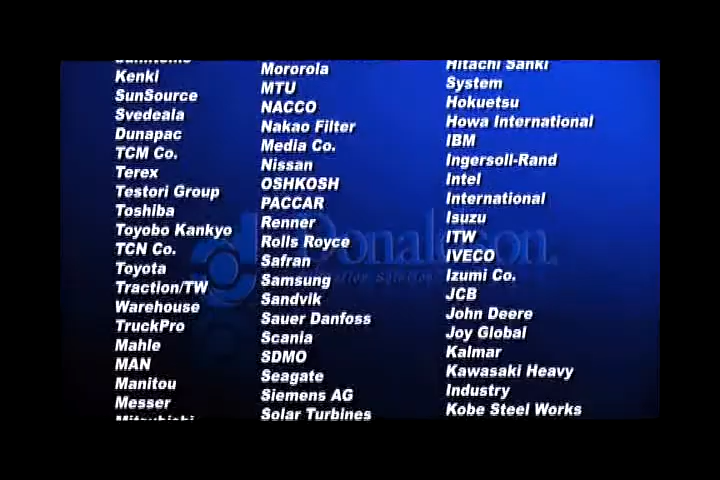 Kenki
SunSource
Svedeala
Dunapac
TCM Co.
Terex
Testori Group
Toshiba
Toyobo Kankyo
TCN Co.
Toyota
Traction/TW
Warehouse
TruckPro
Mahle
MAN
Manitou
Messer
Mitsubishi
Mororola
MTU
NACCO
Nakao Filter
Media Co.
Nissan
OSHKOSH
PACCAR
Renner
Rolls Royce
Safran
Samsung
Sandvik
Sauer Danfoss
Scania
SDMO
Seagate
Siemens AG
Solar Turbines
Hitachi Sanki
System
Hokuetsu
Howa International
IBM
Ingersoll-Rand
Intel
International
Isuzu
ITW
IVECO
Izumi Co.
JCB
John Deere
Joy Global
Kalmar
Kawasaki Heavy
Industry
Kobe Steel Works
Donaldson.